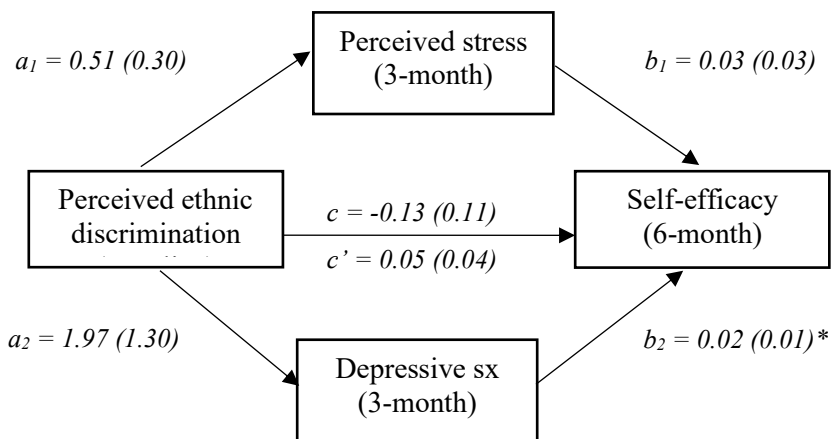 Perceived stress
(3-month)
a₁ = 0.51 (0.30)
b₁ = 0.03 (0.03)
Perceived ethnic
discrimination
c = -0.13 (0.11)
c’ = 0.05 (0.04)
Self-efficacy
(6-month)
a₂ = 1.97 (1.30)
b₂ = 0.02 (0.01)*
Depressive sx
(3-month)